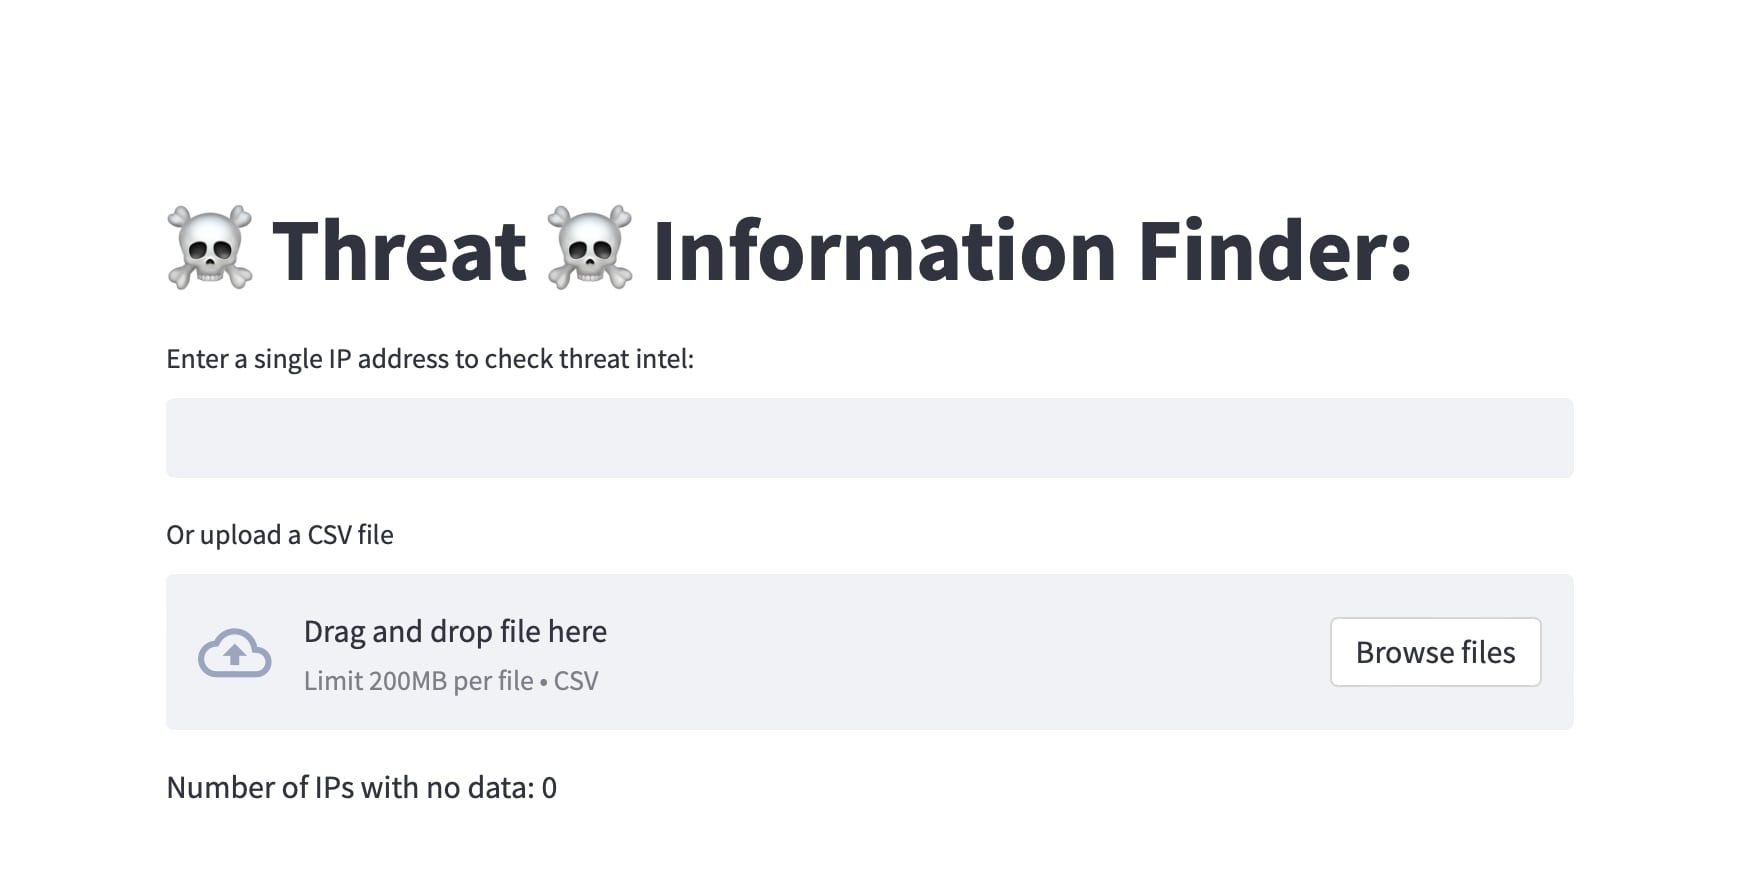 ☠️ Threat ☠️ Information Finder:
Enter a single IP address to check threat intel:
Or upload a CSV file
Drag and drop file here
Limit 200MB per file • CSV
Browse files
Number of IPs with no data: 0